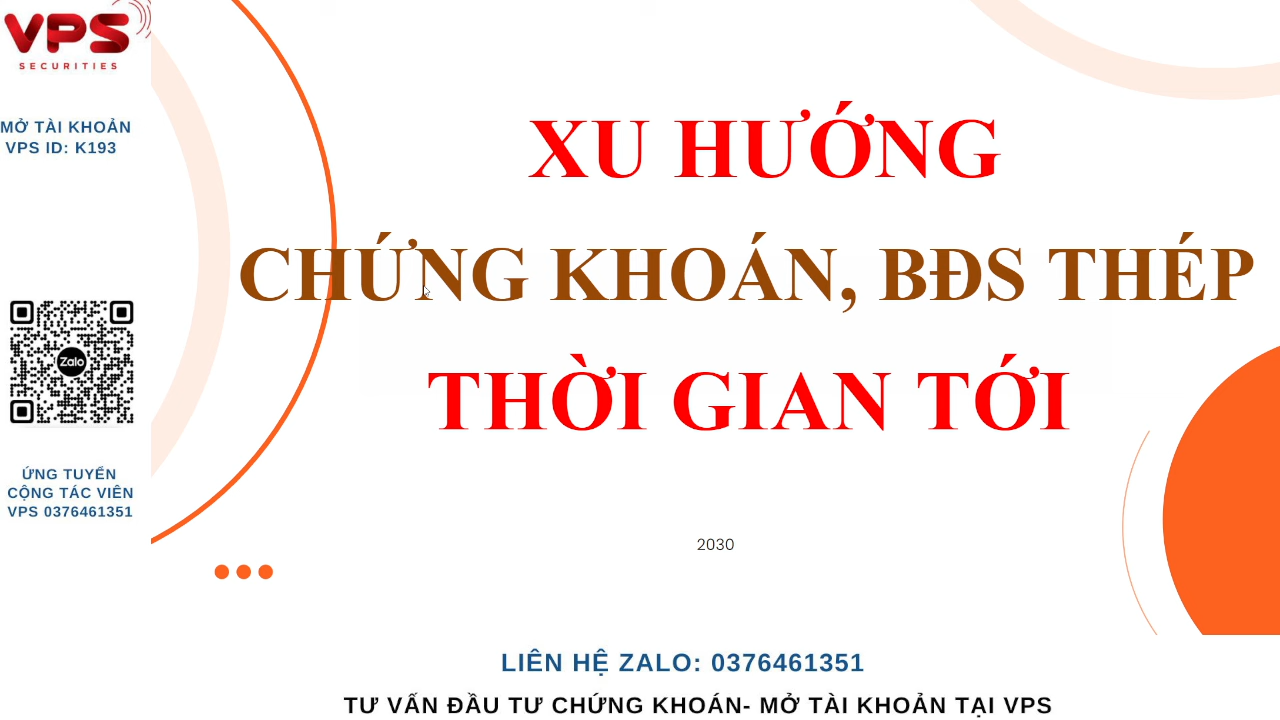 VPS
SECURITIES
MỞ TÀI KHOẢN
VPS ID: K193
Zalo
ỨNG TUYỂN
CỘNG TÁC VIÊN
VPS 0376461351
XU HƯỚNG
CHỨNG KHOÁN, BĐS THÉP
THỜI GIAN TỚI
2030
LIÊN HỆ ZALO: 0376461351
TƯ VẤN ĐẦU TƯ CHỨNG KHOÁN- MỞ TÀI KHOẢN TẠI VPS